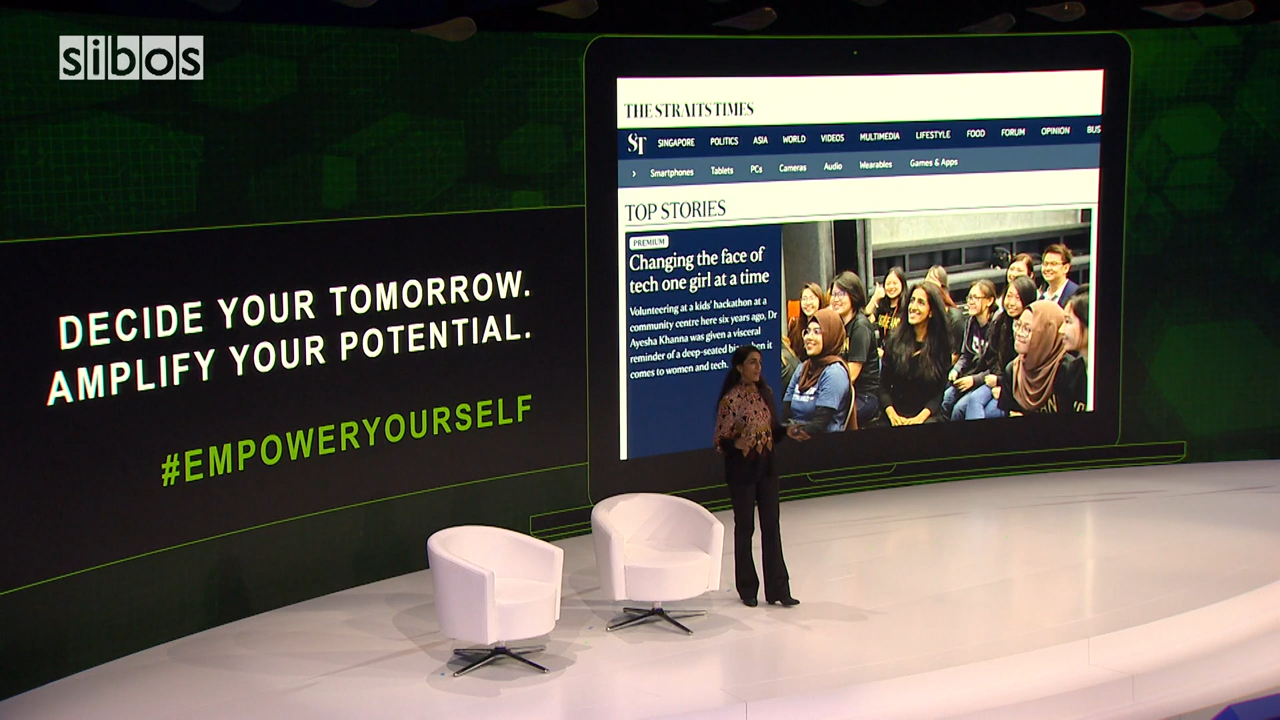 sibos
DECIDE YOUR TOMORROW.
AMPLIFY YOUR POTENTIAL.
#EMPOWERYOURSELF
THE STRAITS TIMES
ST SINGAPORE POLITICS ASIA WORLD VIDEOS MULTIMEDIA LIFESTYLE FOOD FORUM OPINION BUS
› Smartphones Tablets PCs Cameras Audio Wearables Games & Apps
TOP STORIES
PREMIUM
Changing the face of
tech one girl at a time
Volunteering at a kids' hackathon at a
community centre here six years ago, Dr
Ayesha Khanna was given a visceral
reminder of a deep-seated when it
comes to women and tech.